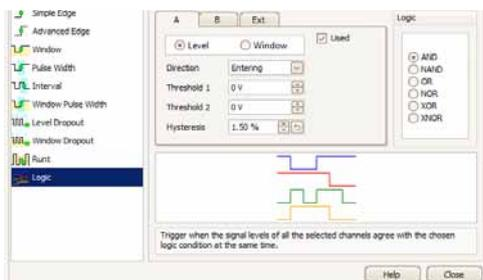 Simple Edge
Advanced Edge
Window
Pulse Width
Interval
Window Pulse Width
Level Dropout
Window Dropout
Runt
Logic
A B Ext
Level Window Used
Direction Entering
Threshold 1 0 V
Threshold 2 0 V
Hysteresis 1.50 %
Logic
AND
NAND
OR
NOR
XOR
XNOR
Trigger when the signal levels of all the selected channels agree with the chosen
logic condition at the same time.
Help Close